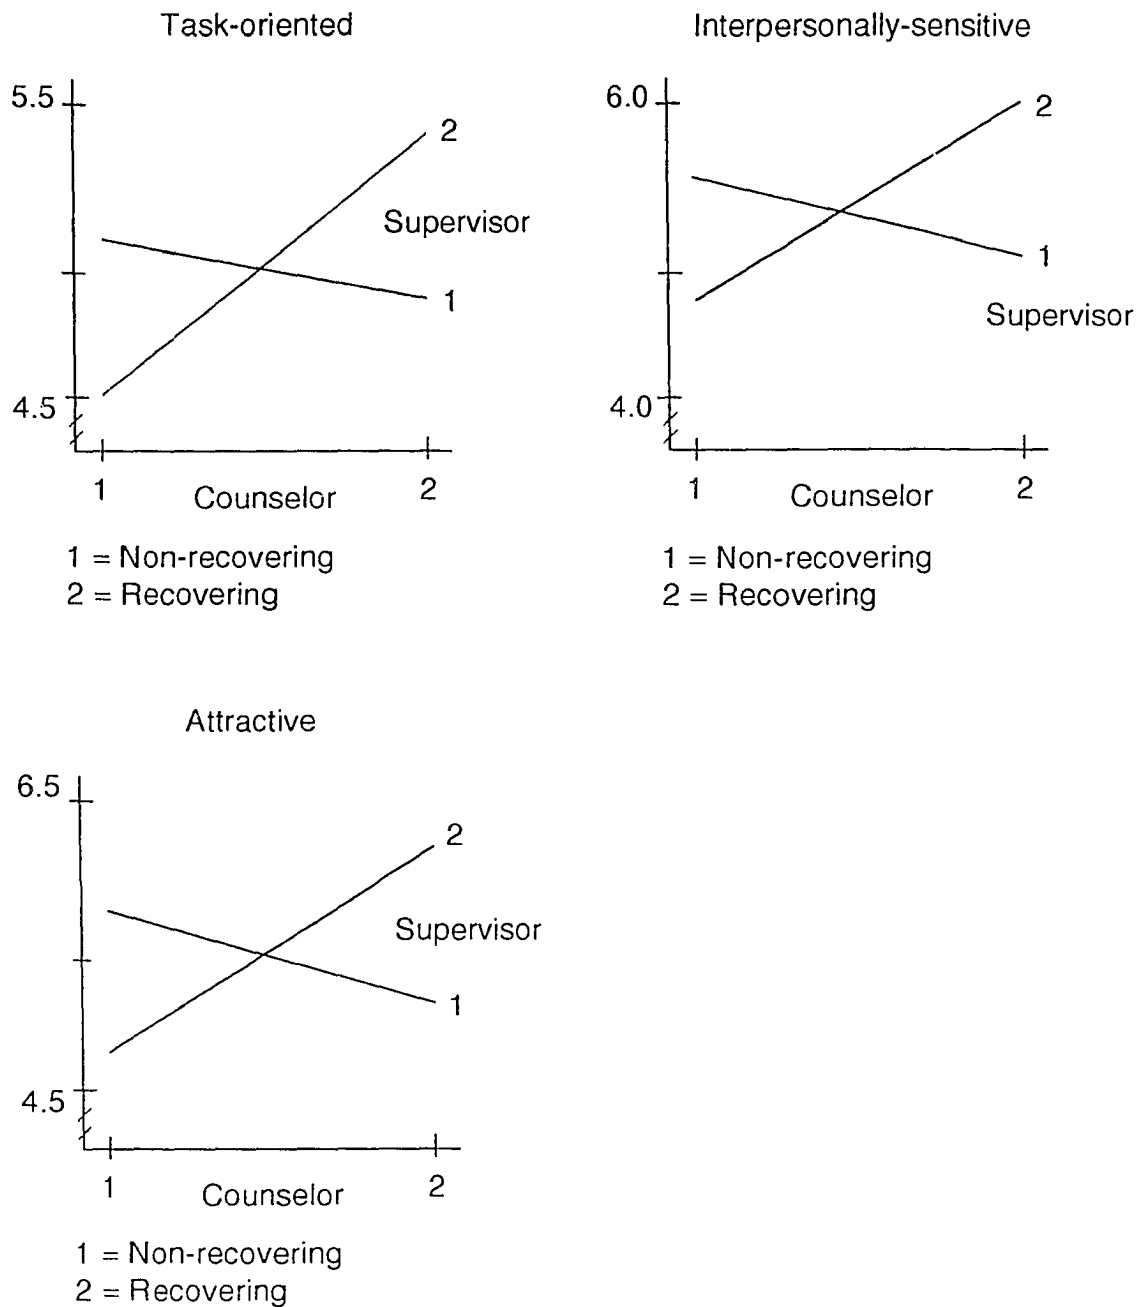 Task-oriented
5.5
2
Supervisor
1
4.5
1
2
Counselor
1 = Non-recovering
2 = Recovering
Interpersonally-sensitive
6.0
2
1
Supervisor
4.0
1
2
Counselor
1 = Non-recovering
2 = Recovering
Attractive
6.5
2
Supervisor
1
4.5
1
2
Counselor
1 = Non-recovering
2 = Recovering